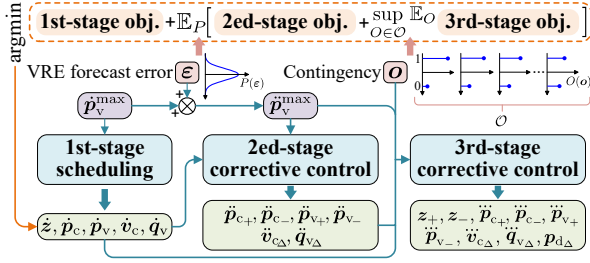 argmin
1st-stage obj. +𝔼_P[ 2ed-stage obj. + sup_{O∈𝒪} 𝔼_O 3rd-stage obj. ]
VRE forecast error ε
P(ε)
Contingency o
1
0
O(o)
𝒪
ṗ_v^max
+
+
p̈_v^max
1st-stage scheduling
2ed-stage corrective control
3rd-stage corrective control
ż, ṗ_c, ṗ_v, v̇_c, q̇_v
p̈_{c+}, p̈_{c−}, p̈_{v+}, p̈_{v−}
v̈_{cΔ}, q̈_{vΔ}
z_+, z_−, p⃛_{c+}, p⃛_{c−}, p⃛_{v+}
p⃛_{v−}, v⃛_{cΔ}, q⃛_{vΔ}, p_{dΔ}